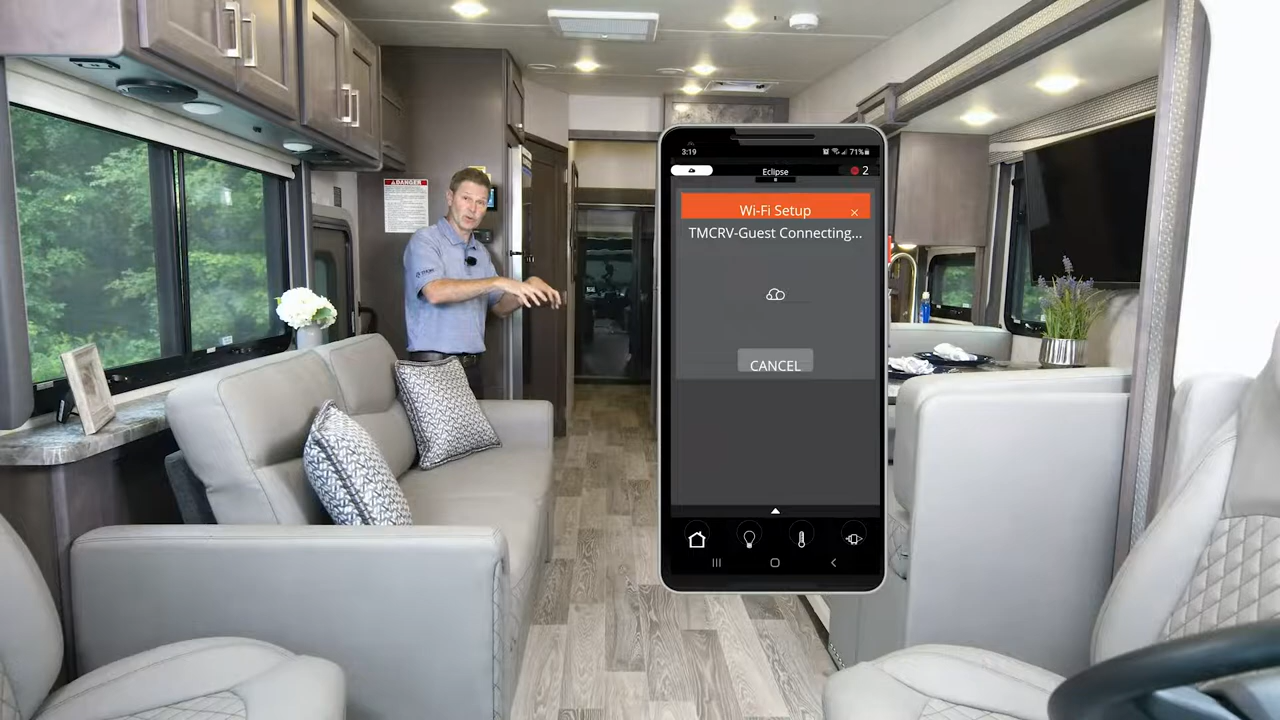 DANGER
3:19
71%
Eclipse
2
Wi-Fi Setup
×
TMCRV-Guest Connecting...
CANCEL